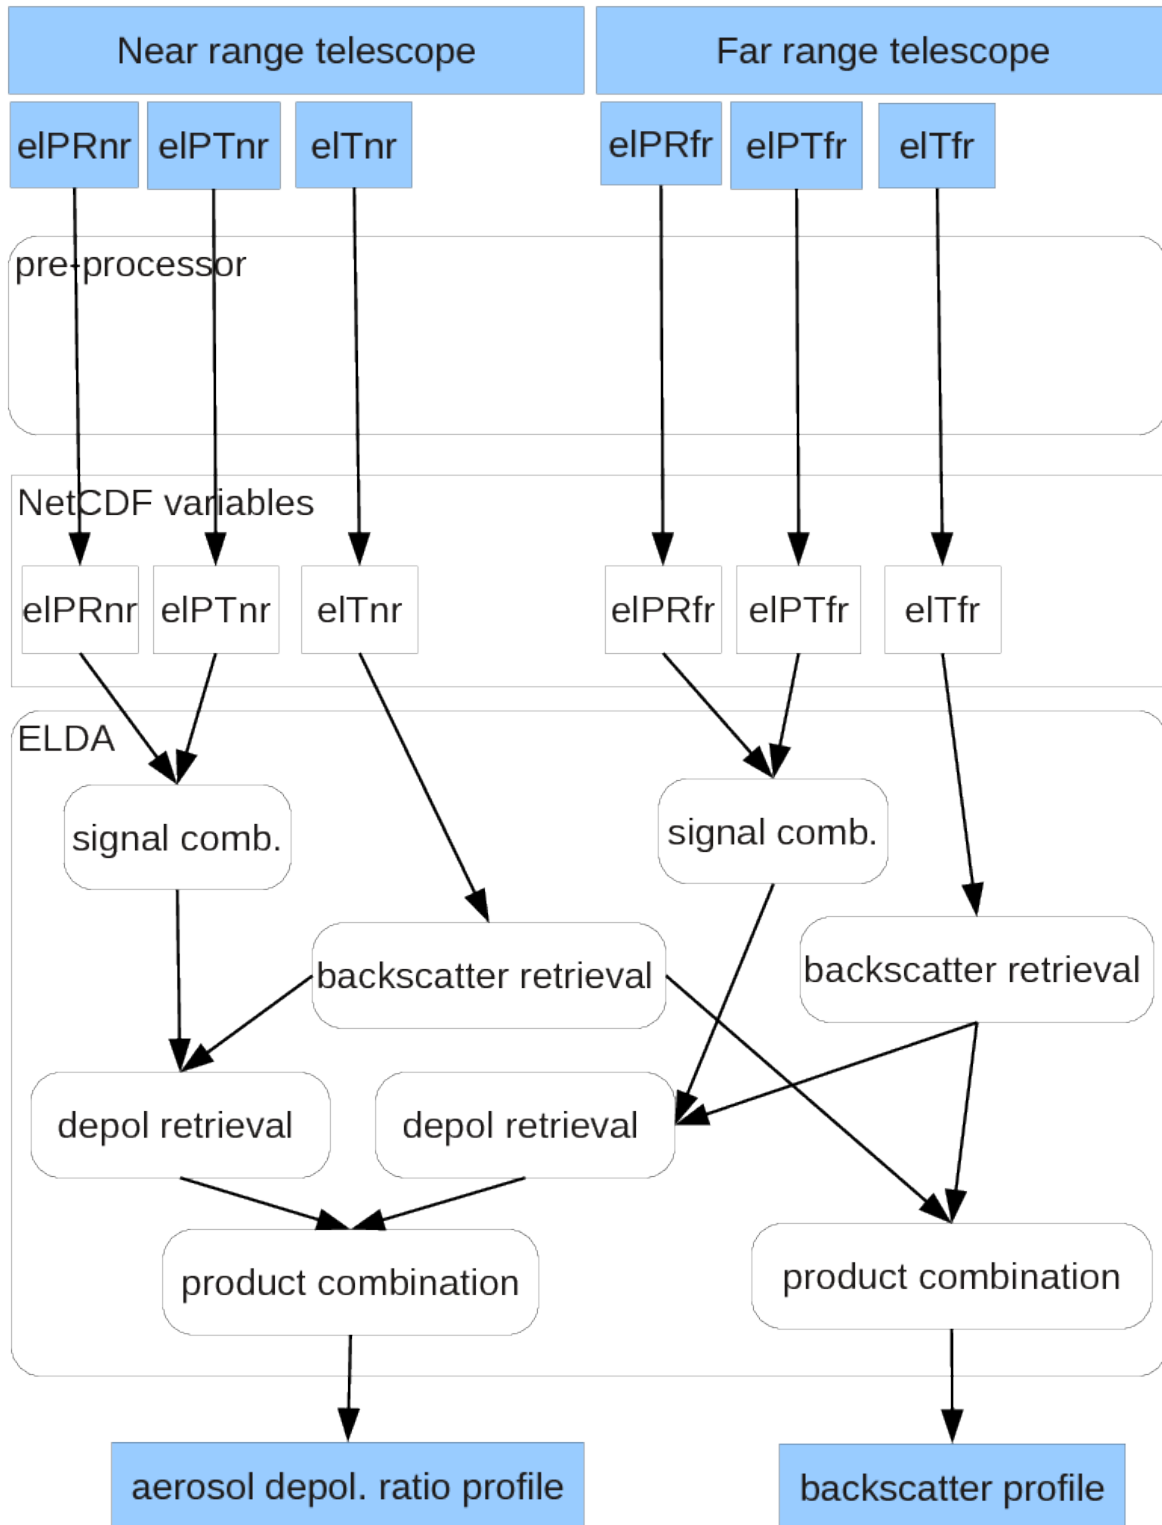 Near range telescope
Far range telescope
elPRnr
elPTnr
elTnr
elPRfr
elPTfr
elTfr
pre-processor
NetCDF variables
elPRnr
elPTnr
elTnr
elPRfr
elPTfr
elTfr
ELDA
signal comb.
signal comb.
backscatter retrieval
backscatter retrieval
depol retrieval
depol retrieval
product combination
product combination
aerosol depol. ratio profile
backscatter profile